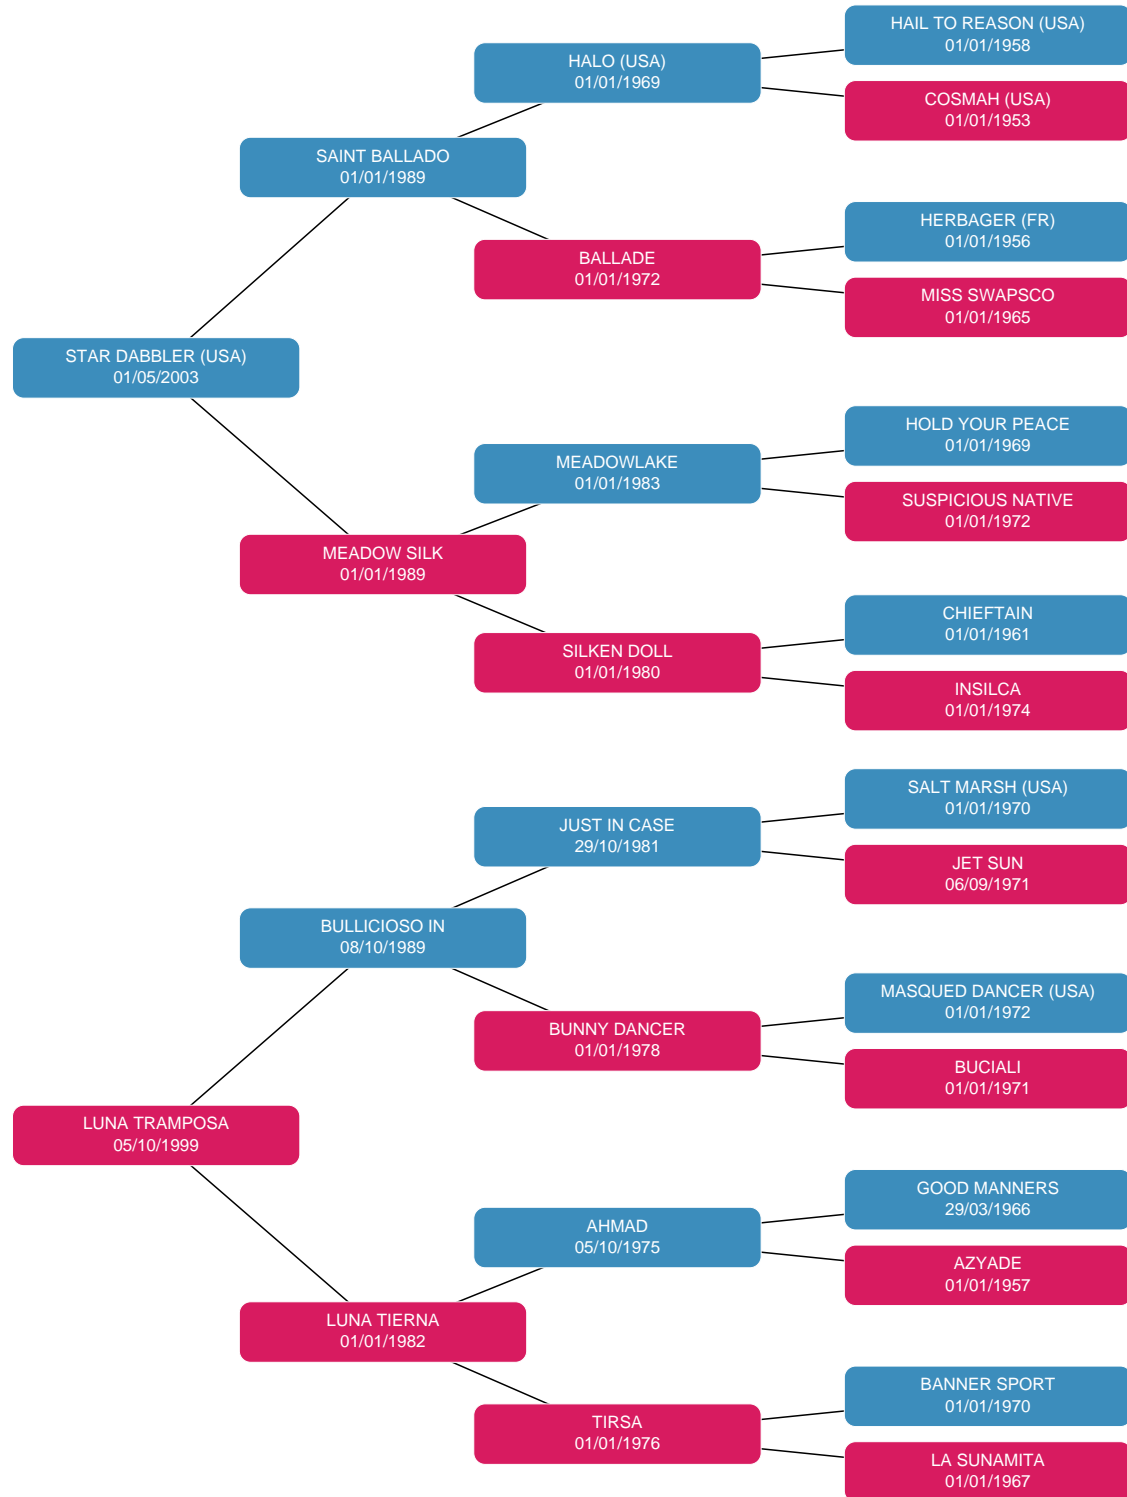 HAIL TO REASON (USA)
01/01/1958
HALO (USA)
01/01/1969
COSMAH (USA)
01/01/1953
SAINT BALLADO
01/01/1989
HERBAGER (FR)
01/01/1956
BALLADE
01/01/1972
MISS SWAPSCO
01/01/1965
STAR DABBLER (USA)
01/05/2003
HOLD YOUR PEACE
01/01/1969
MEADOWLAKE
01/01/1983
SUSPICIOUS NATIVE
01/01/1972
MEADOW SILK
01/01/1989
CHIEFTAIN
01/01/1961
SILKEN DOLL
01/01/1980
INSILCA
01/01/1974
SALT MARSH (USA)
01/01/1970
JUST IN CASE
29/10/1981
JET SUN
06/09/1971
BULLICIOSO IN
08/10/1989
MASQUED DANCER (USA)
01/01/1972
BUNNY DANCER
01/01/1978
BUCIALI
01/01/1971
LUNA TRAMPOSA
05/10/1999
GOOD MANNERS
29/03/1966
AHMAD
05/10/1975
AZYADE
01/01/1957
LUNA TIERNA
01/01/1982
BANNER SPORT
01/01/1970
TIRSA
01/01/1976
LA SUNAMITA
01/01/1967